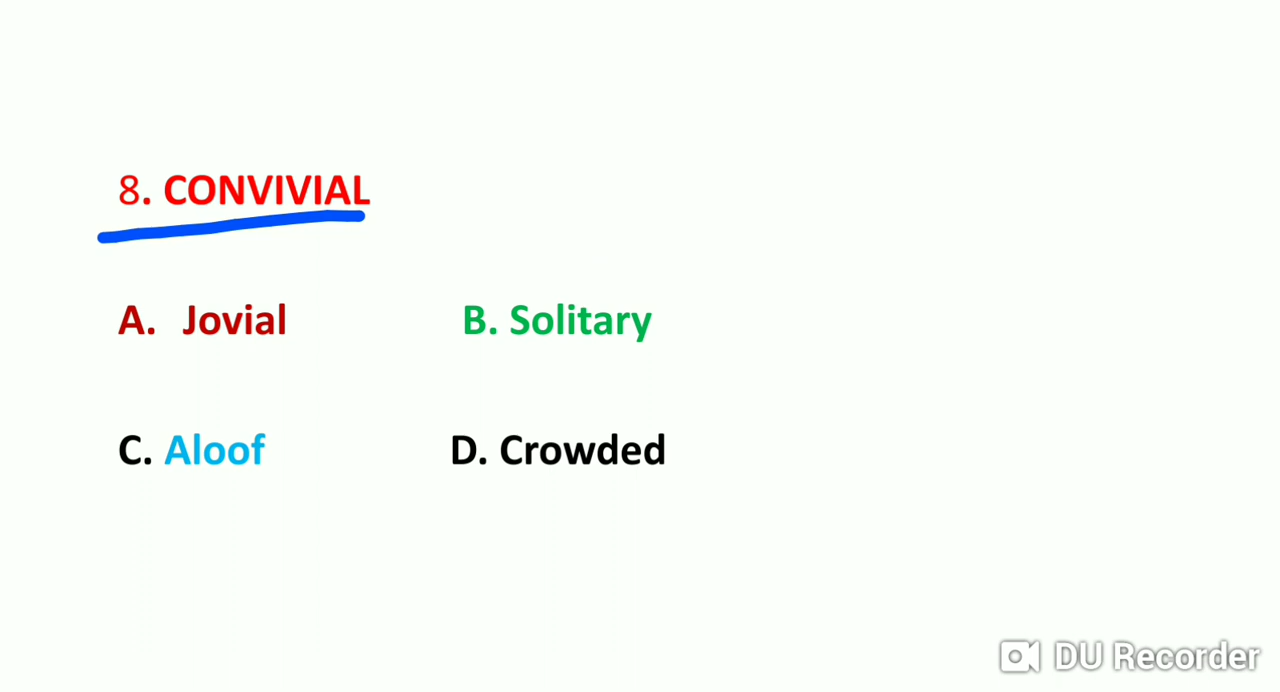 8. CONVIVIAL
A. Jovial B. Solitary
C. Aloof D. Crowded
DU Recorder